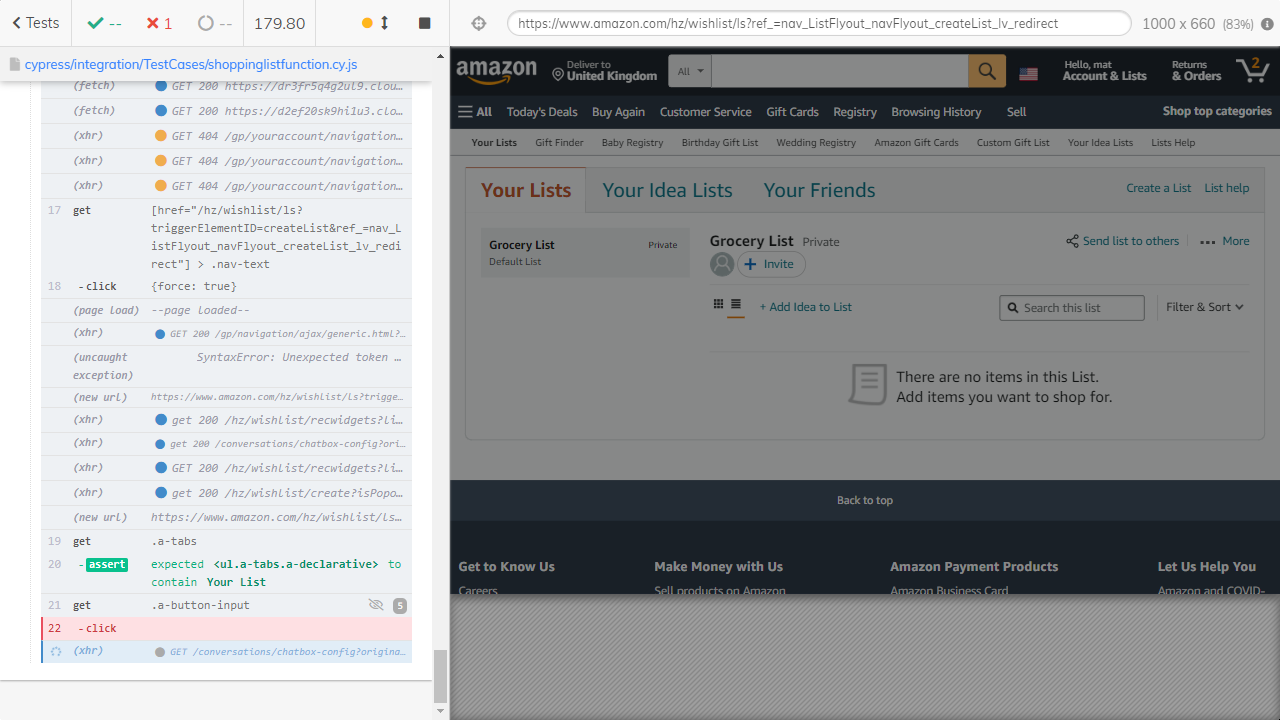 Tests
--
1
--
179.80
https://www.amazon.com/hz/wishlist/ls?ref_=nav_ListFlyout_navFlyout_createList_lv_redirect
1000 x 660 (83%)
cypress/integration/TestCases/shoppinglistfunction.cy.js
(fetch) GET 200 https://dr3fr5q4g2ul9.clou…
(fetch) GET 200 https://d2ef20sk9hi1u3.clo…
(xhr) GET 404 /gp/youraccount/navigation…
(xhr) GET 404 /gp/youraccount/navigation…
(xhr) GET 404 /gp/youraccount/navigation…
17 get [href="/hz/wishlist/ls?
triggerElementID=createList&ref_=nav_L
istFlyout_navFlyout_createList_lv_redi
rect"] > .nav-text
18 -click {force: true}
(page load) --page loaded--
(xhr) GET 200 /gp/navigation/ajax/generic.html?…
(uncaught SyntaxError: Unexpected token …
exception)
(new url) https://www.amazon.com/hz/wishlist/ls?trigge…
(xhr) get 200 /hz/wishlist/recwidgets?li…
(xhr) get 200 /conversations/chatbox-config?ori…
(xhr) GET 200 /hz/wishlist/recwidgets?li…
(xhr) get 200 /hz/wishlist/create?isPopo…
(new url) https://www.amazon.com/hz/wishlist/ls…
19 get .a-tabs
20 -assert expected <ul.a-tabs.a-declarative> to
contain Your List
21 get .a-button-input 5
22 -click
(xhr) GET /conversations/chatbox-config?origina…
amazon
Deliver to
United Kingdom
All
Hello, mat
Account & Lists
Returns
& Orders
2
All Today's Deals Buy Again Customer Service Gift Cards Registry Browsing History Sell Shop top categories
Your Lists Gift Finder Baby Registry Birthday Gift List Wedding Registry Amazon Gift Cards Custom Gift List Your Idea Lists Lists Help
Your Lists Your Idea Lists Your Friends Create a List List help
Grocery List Private
Default List
Grocery List Private
Send list to others
More
Invite
+ Add Idea to List
Search this list
Filter & Sort
There are no items in this List.
Add items you want to shop for.
Back to top
Get to Know Us Make Money with Us Amazon Payment Products Let Us Help You
Careers Sell products on Amazon Amazon Business Card Amazon and COVID-